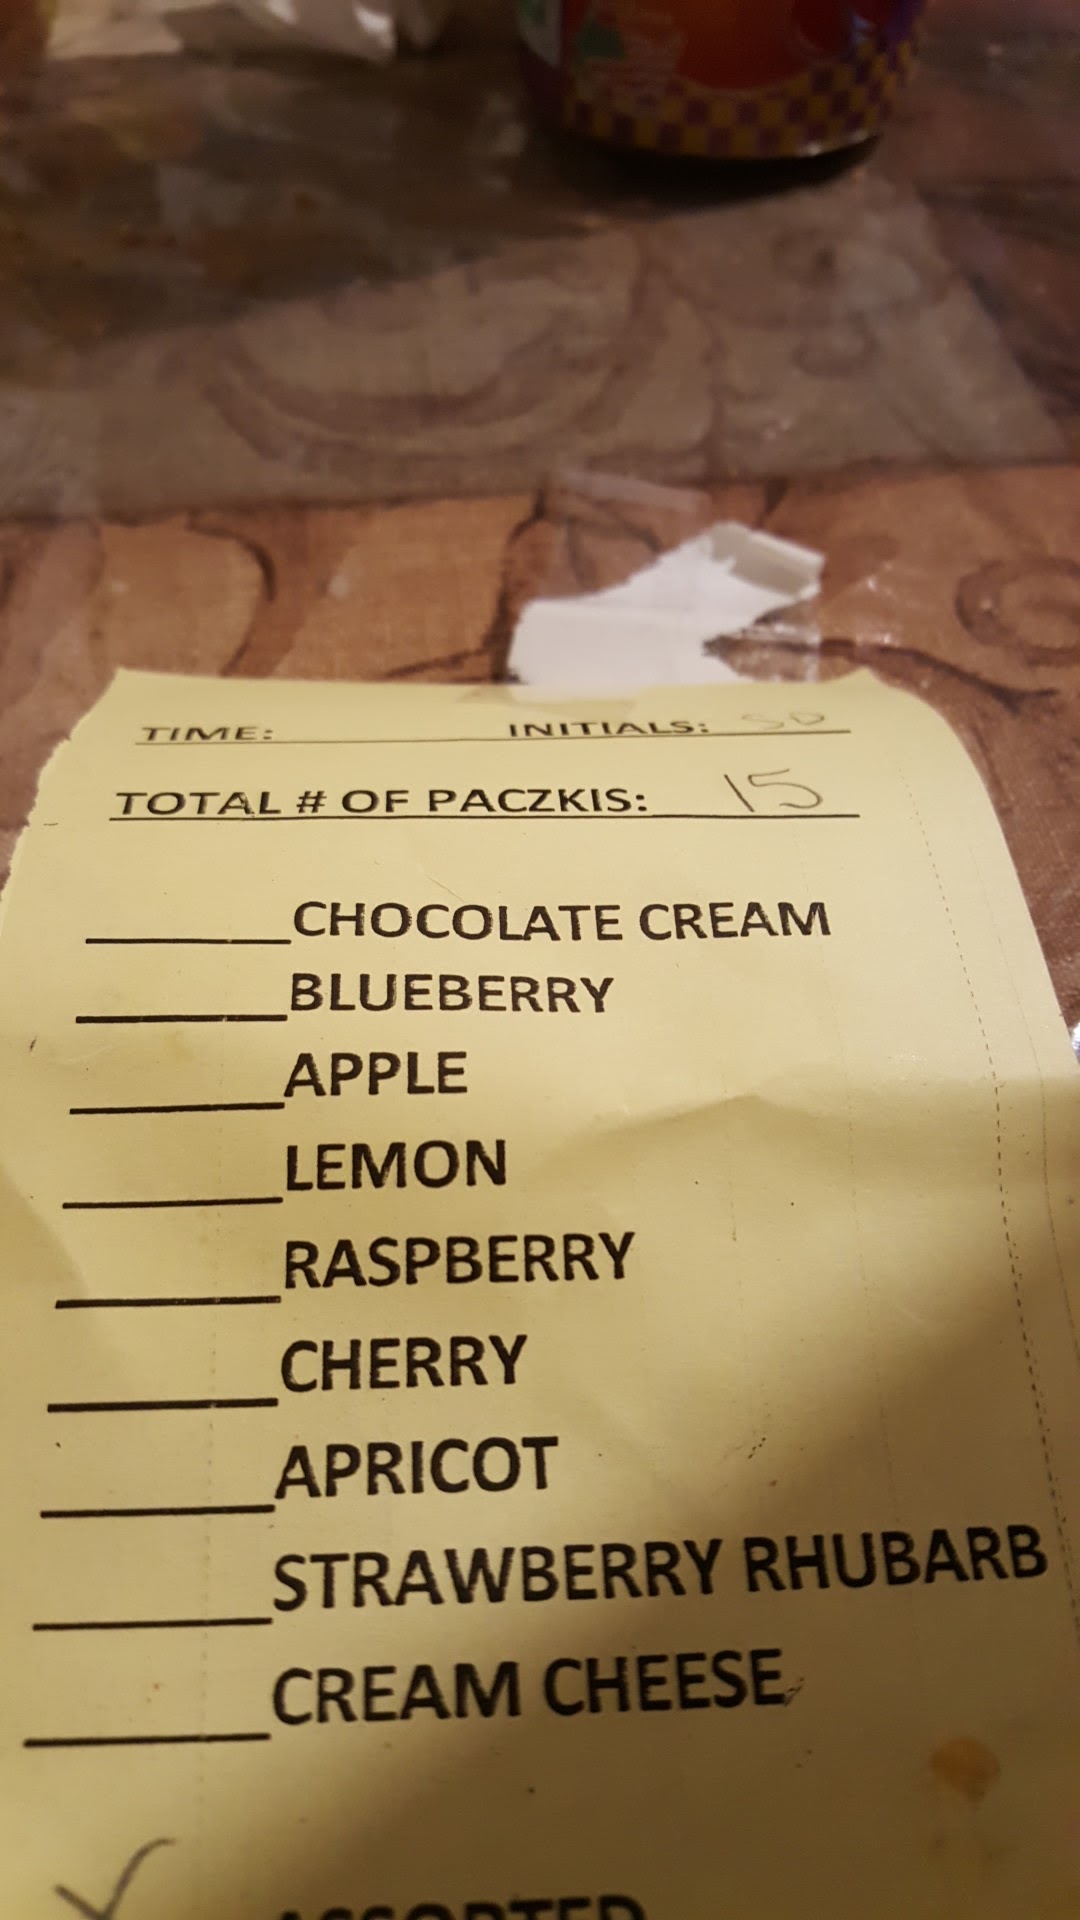 TIME: INITIALS: SD
TOTAL # OF PACZKIS: 15
CHOCOLATE CREAM
BLUEBERRY
APPLE
LEMON
RASPBERRY
CHERRY
APRICOT
STRAWBERRY RHUBARB
CREAM CHEESE
ASSORTED